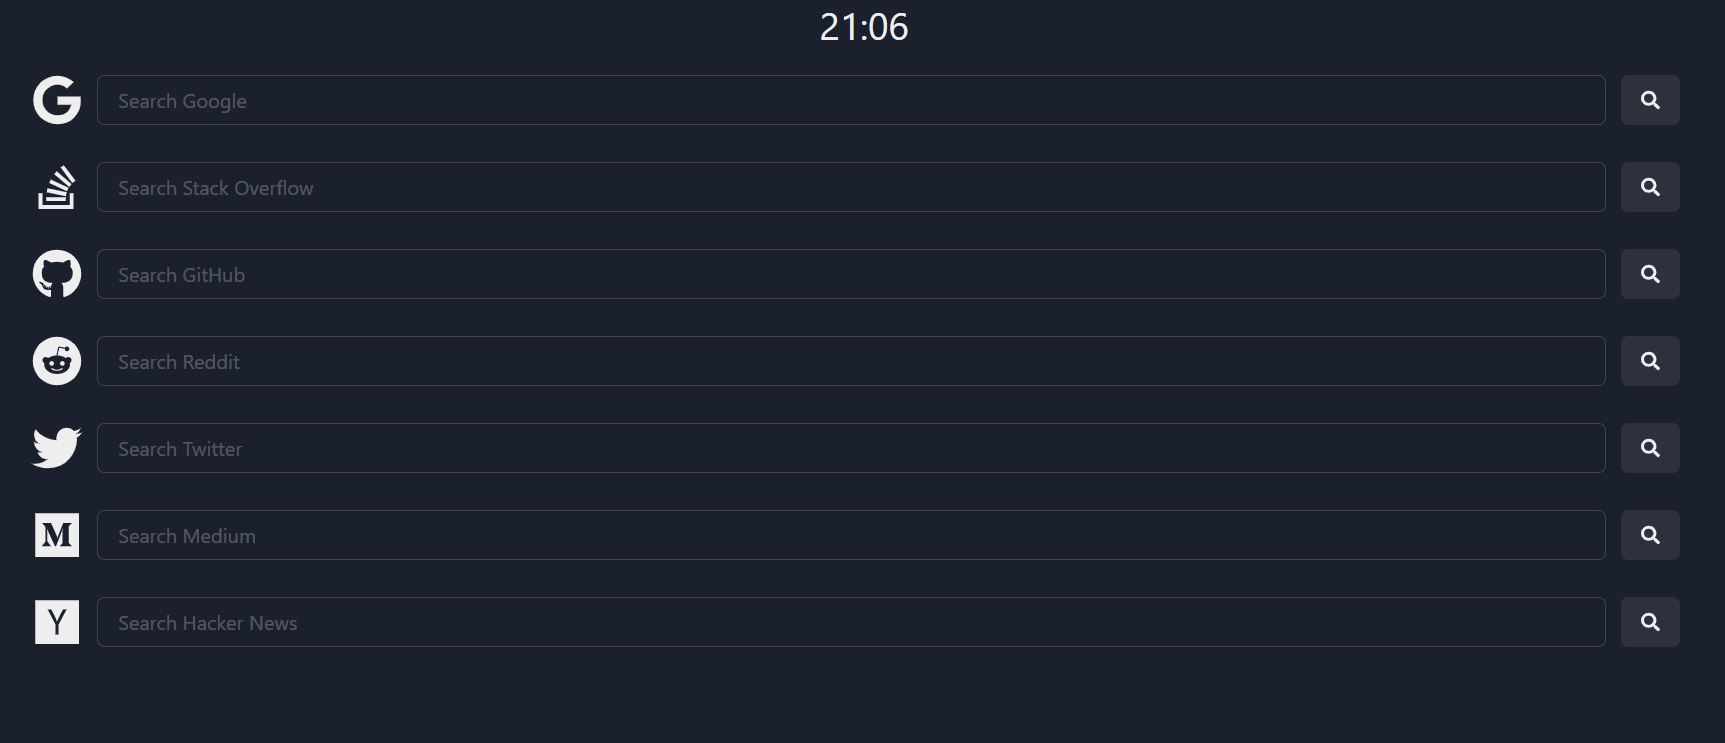 21:06
Search Google
Search Stack Overflow
Search GitHub
Search Reddit
Search Twitter
Search Medium
Search Hacker News